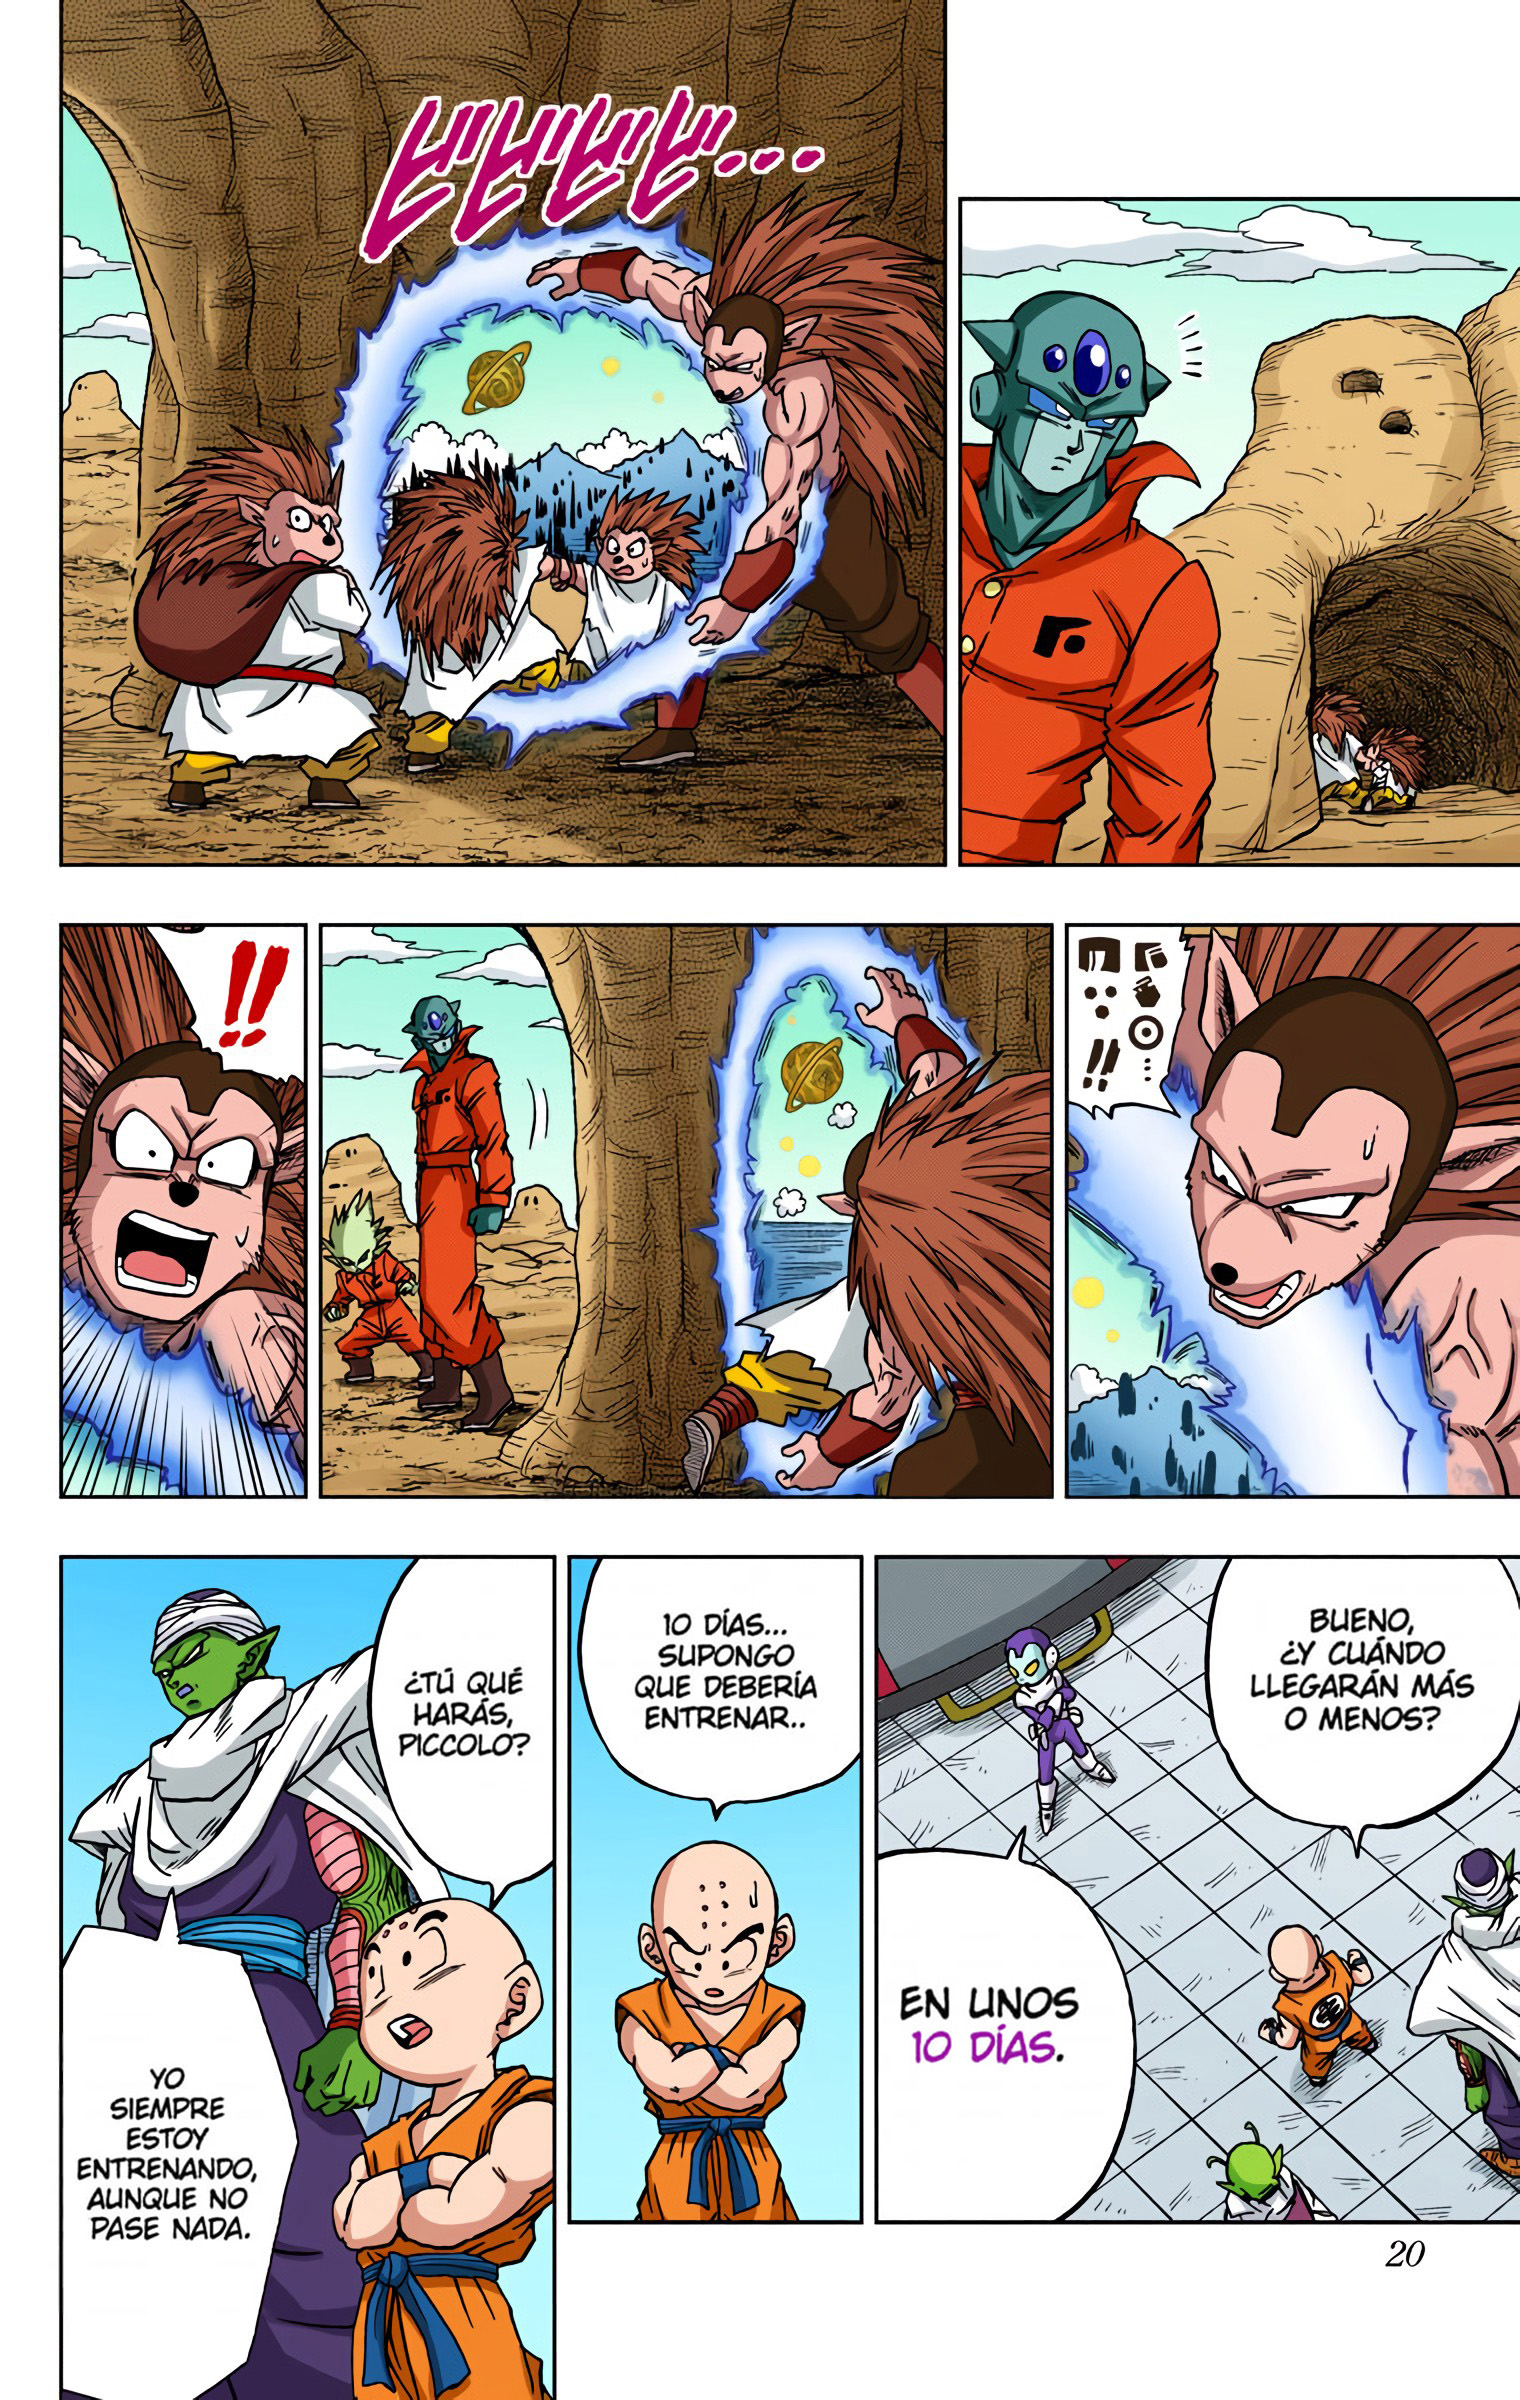 ビビビビ…
!!
!!
BUENO,
¿Y CUÁNDO
LLEGARÁN MÁS
O MENOS?
EN UNOS
10 DÍAS.
10 DÍAS...
SUPONGO
QUE DEBERÍA
ENTRENAR..
¿TÚ QUÉ
HARÁS,
PICCOLO?
YO
SIEMPRE
ESTOY
ENTRENANDO,
AUNQUE NO
PASE NADA.
20